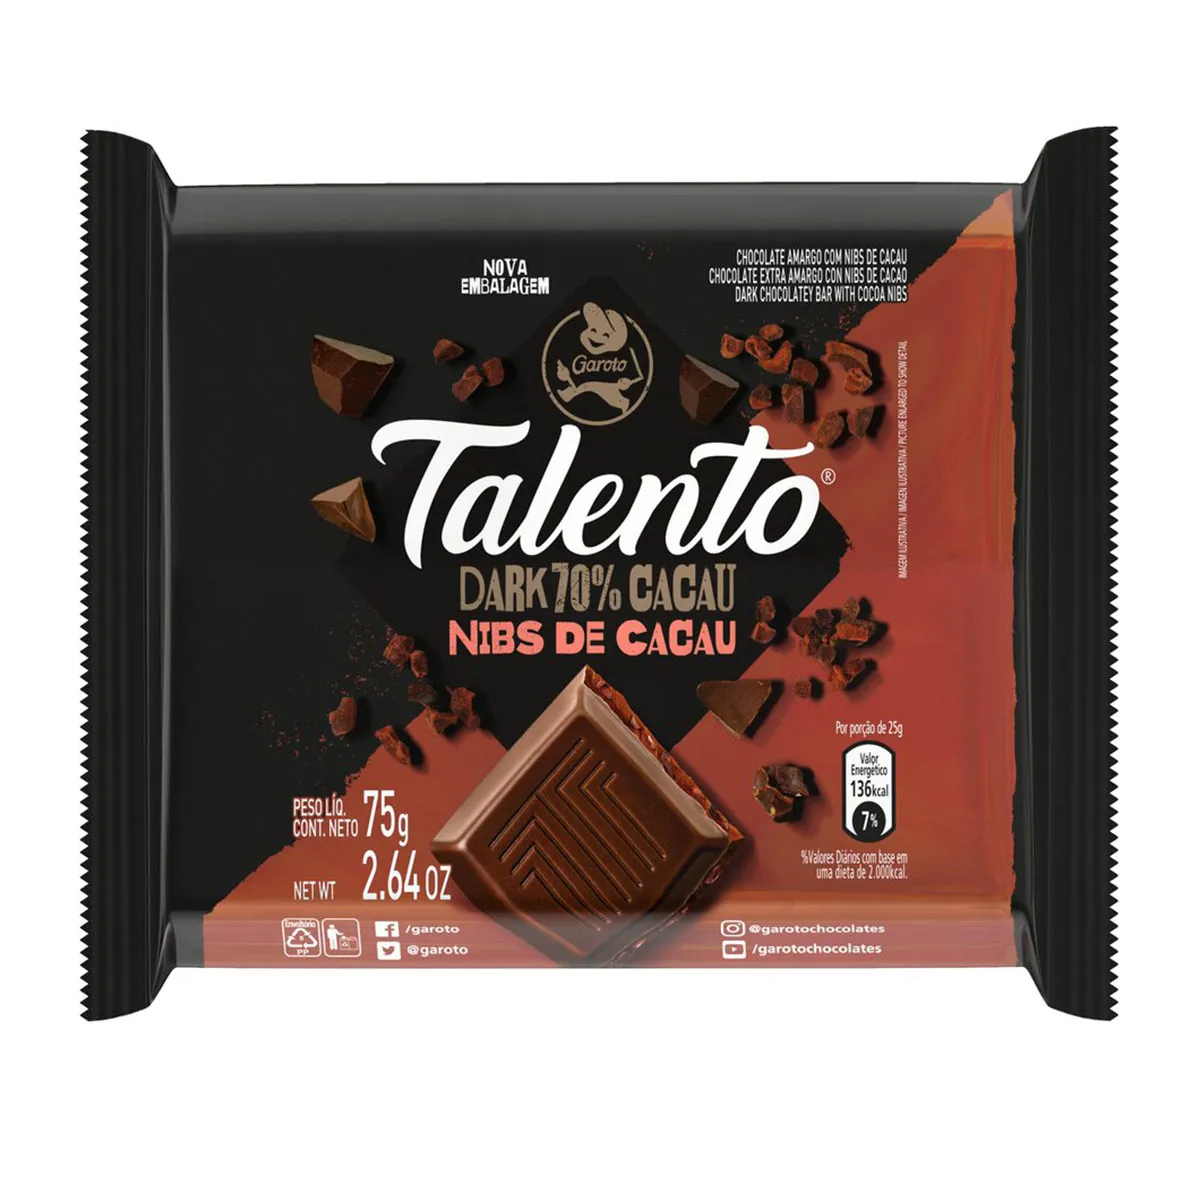 NOVA
EMBALAGEM
CHOCOLATE AMARGO COM NIBS DE CACAU
CHOCOLATE EXTRA AMARGO CON NIBS DE CACAO
DARK CHOCOLATEY BAR WITH COCOA NIBS
Garoto
Talento®
DARK 70% CACAU
NIBS DE CACAU
IMAGEM ILUSTRATIVA / IMAGEN ILUSTRATIVA / PICTURE ENLARGED TO SHOW DETAIL
Por porção de 25g
Valor
Energético
136kcal
7%
%Valores Diários com base em
uma dieta de 2.000kcal.
PESO LÍQ.
CONT. NETO 75g
NET WT 2.64 OZ
Envoltório
5
PP
/garoto
@garoto
@garotochocolates
/garotochocolates